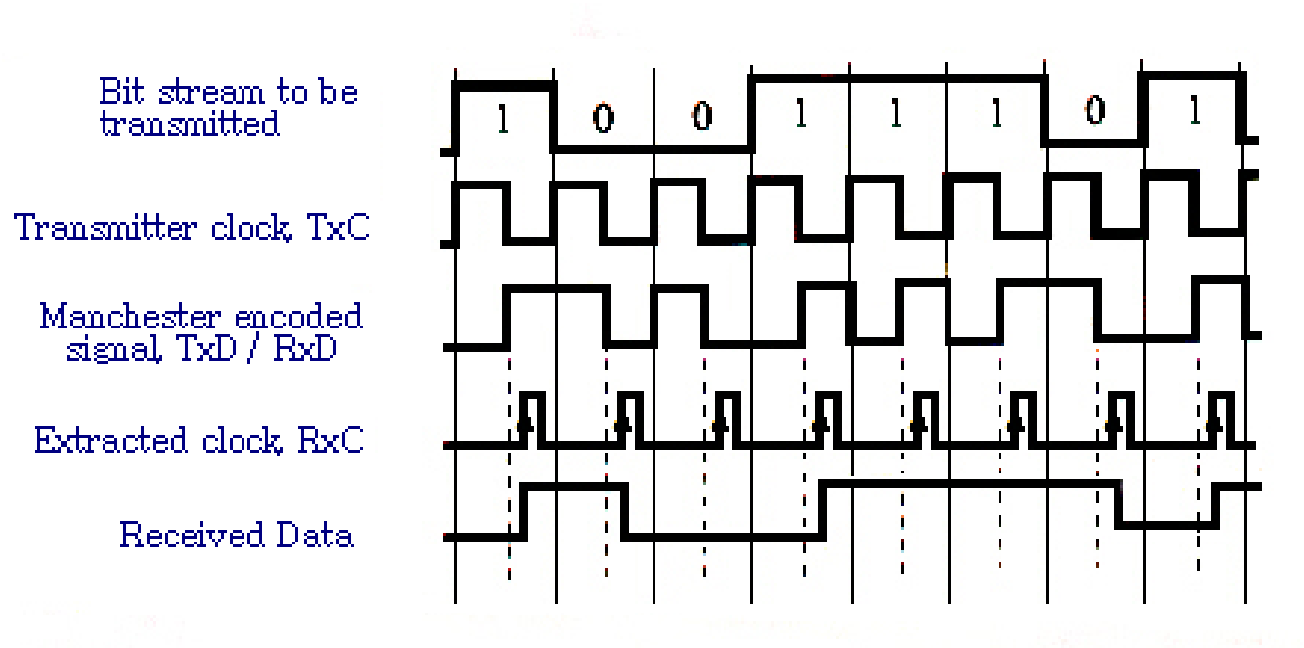 Bit stream to be
transmitted
1 0 0 1 1 1 0 1
Transmitter clock, TxC
Manchester encoded
signal, TxD / RxD
Extracted clock, RxC
Received Data